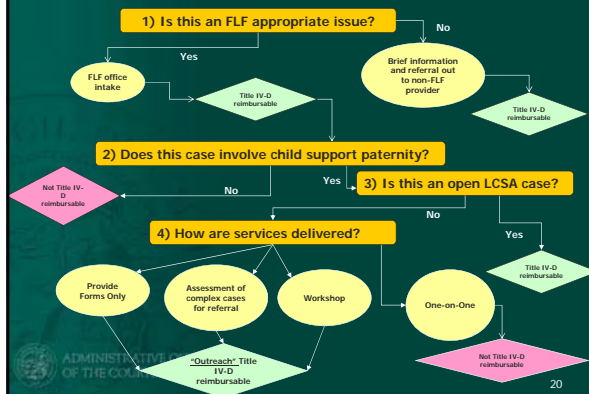 1) Is this an FLF appropriate issue?
No
Yes
FLF office
intake
Brief information
and referral out
to non-FLF
provider
Title IV-D
reimbursable
Title IV-D
reimbursable
2) Does this case involve child support paternity?
Not Title IV-
D
reimbursable
No
Yes
3) Is this an open LCSA case?
No
Yes
4) How are services delivered?
Title IV-D
reimbursable
Provide
Forms Only
Assessment of
complex cases
for referral
Workshop
One-on-One
"Outreach" Title
IV-D
reimbursable
Not Title IV-D
reimbursable
ADMINISTRATIVE
OF THE COUR
20